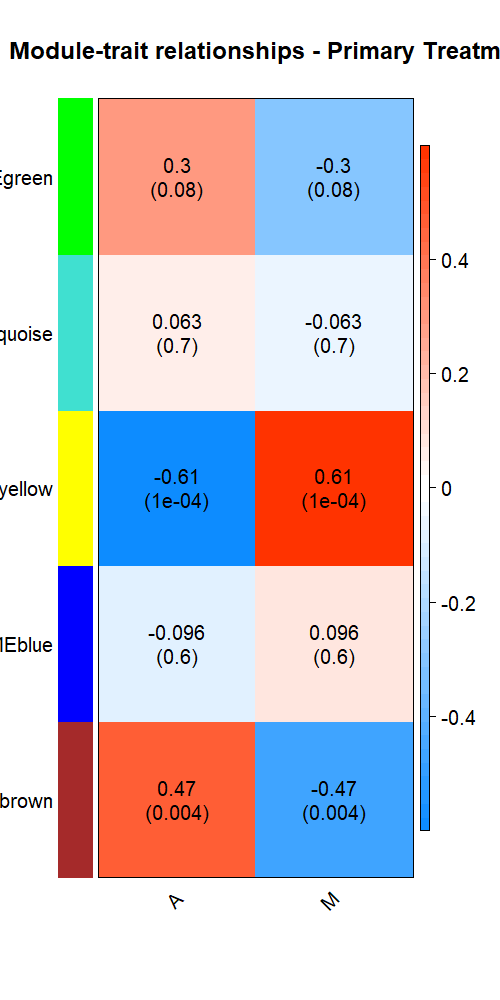 Module-trait relationships - Primary Treatm
Egreen
0.3
(0.08)
-0.3
(0.08)
quoise
0.063
(0.7)
-0.063
(0.7)
yellow
-0.61
(1e-04)
0.61
(1e-04)
Eblue
-0.096
(0.6)
0.096
(0.6)
brown
0.47
(0.004)
-0.47
(0.004)
A
M
0.4
0.2
0
-0.2
-0.4